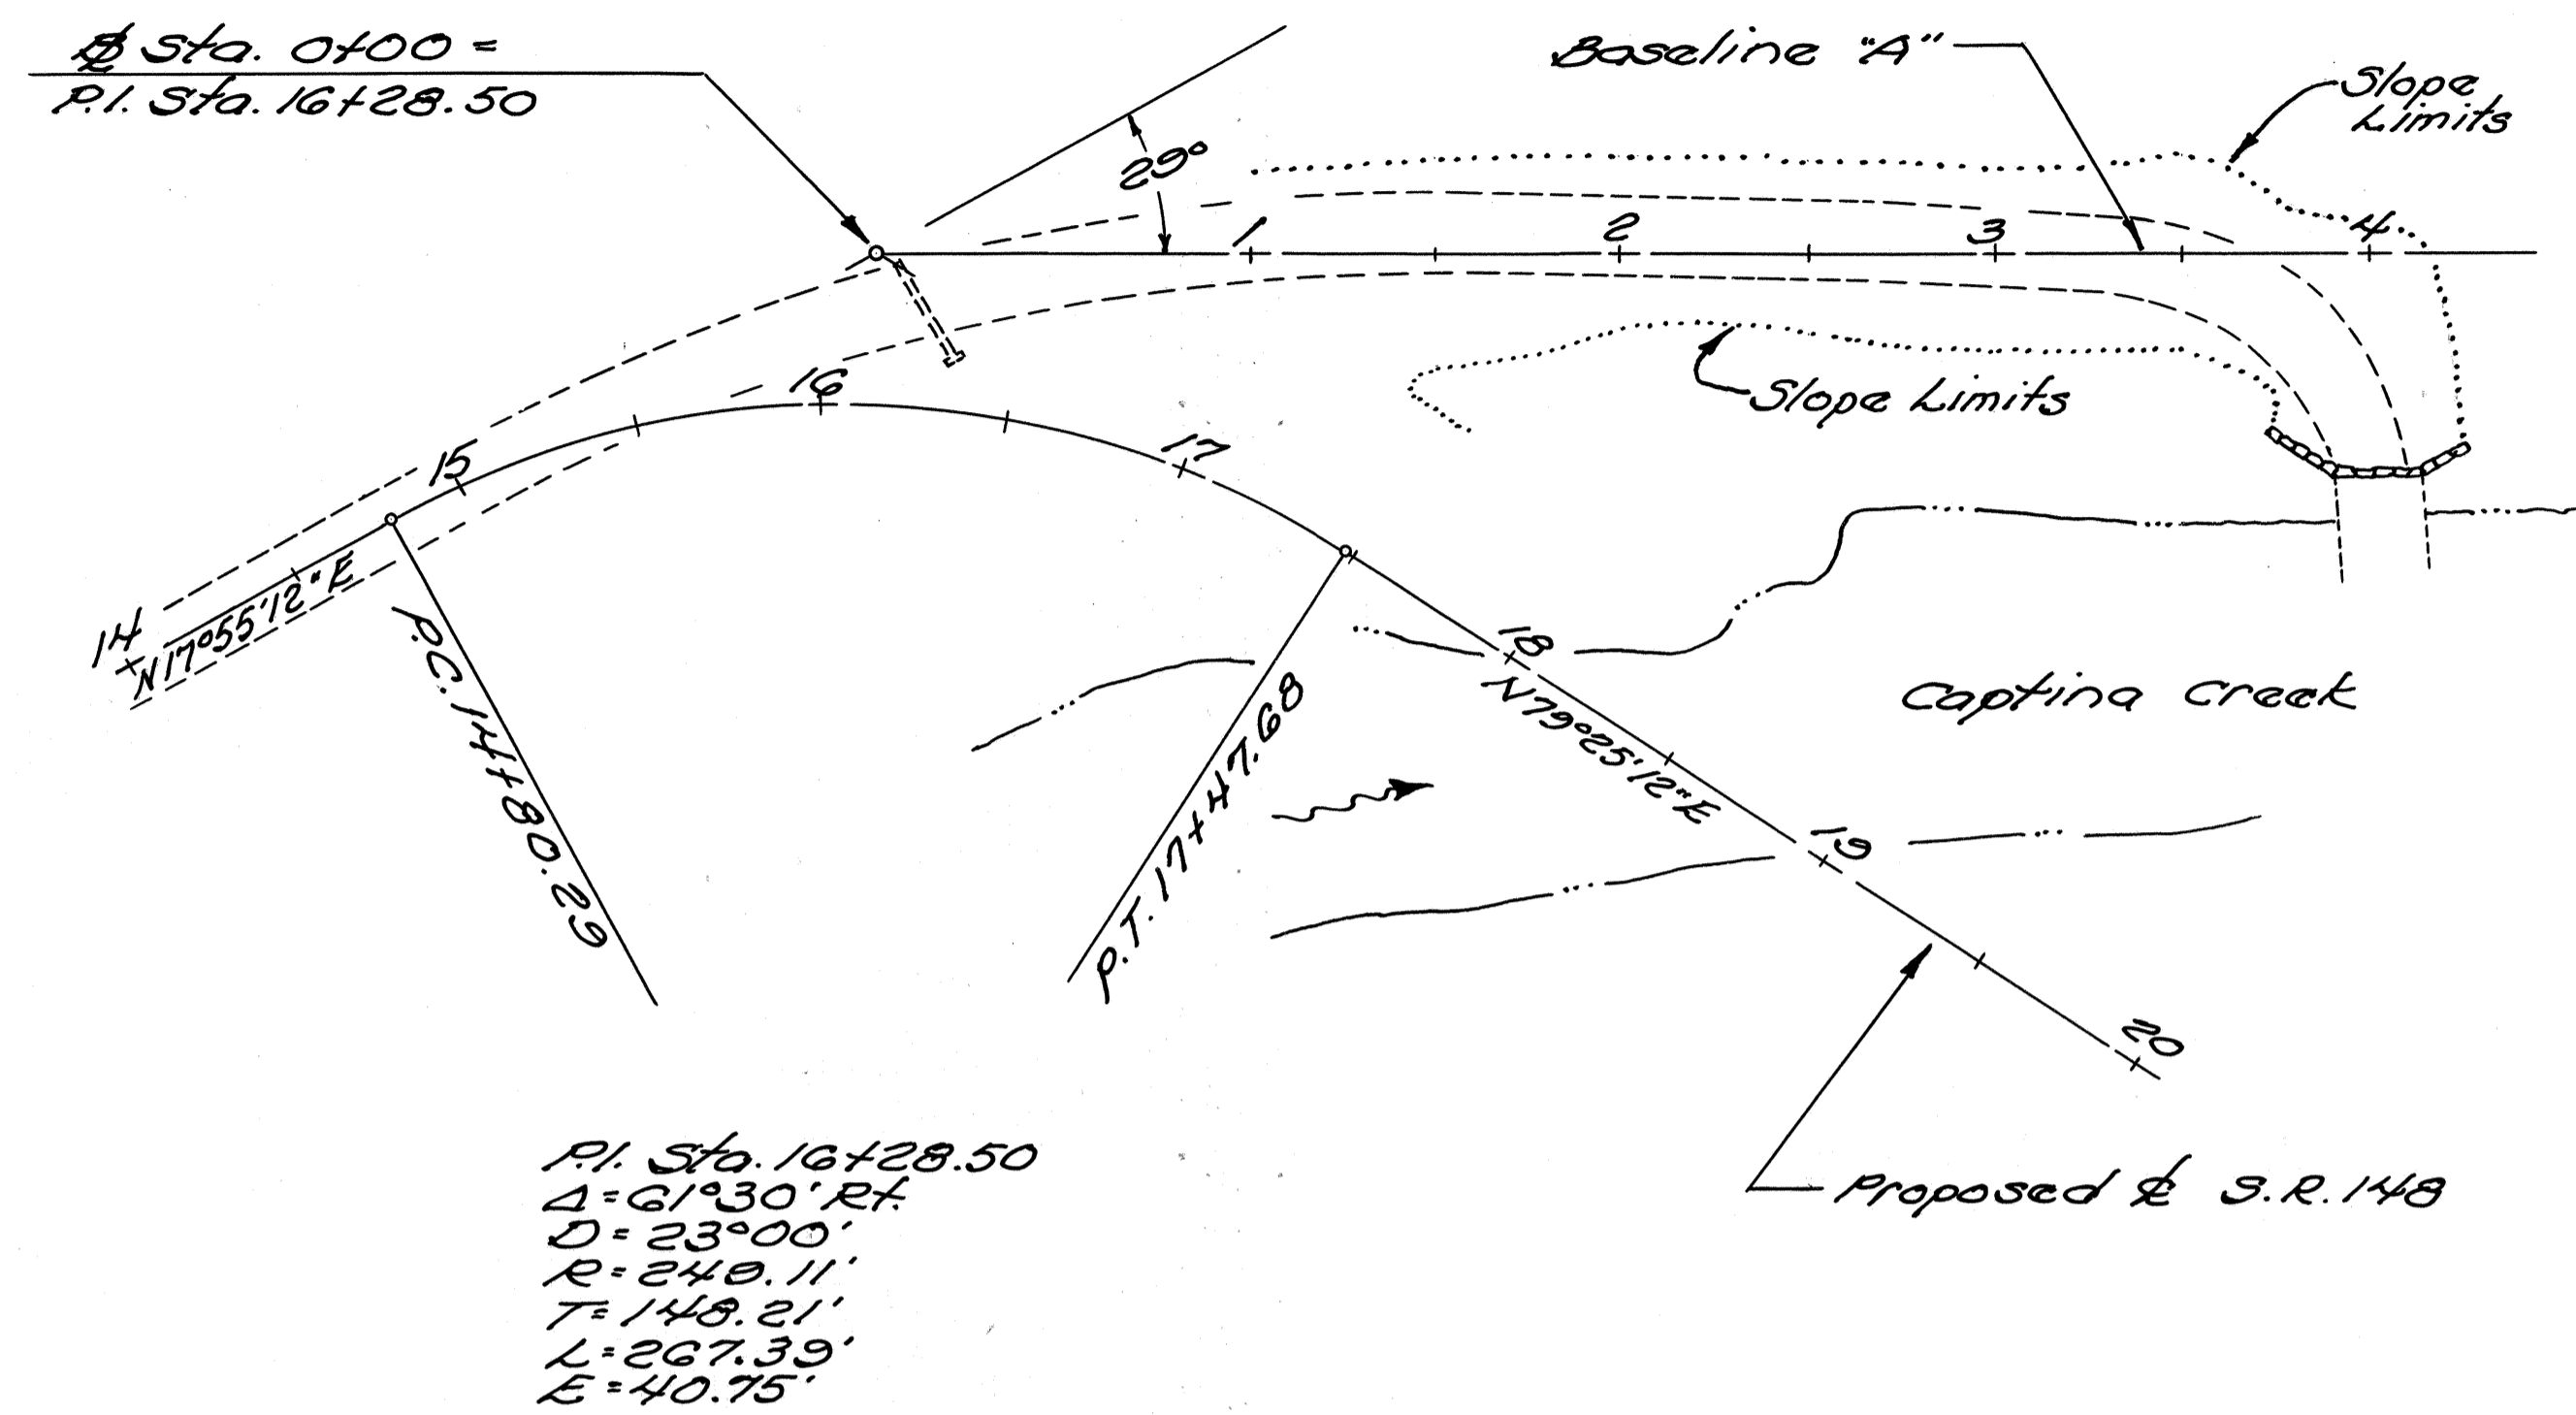 ℄ Sta. 0+00 =
P.I. Sta. 16+28.50
Baseline "A"
Slope
Limits
29°
1
2
3
4
Slope Limits
14
15
16
17
18
19
20
N17°55'12"E
P.C. 14+80.29
P.T. 17+47.68
N79°25'12"E
Captina Creek
Proposed ℄ S.R. 148
P.I. Sta. 16+28.50
Δ = 61°30' Rt.
D = 23°00'
R = 249.11'
T = 148.21'
L = 267.39'
E = 40.75'